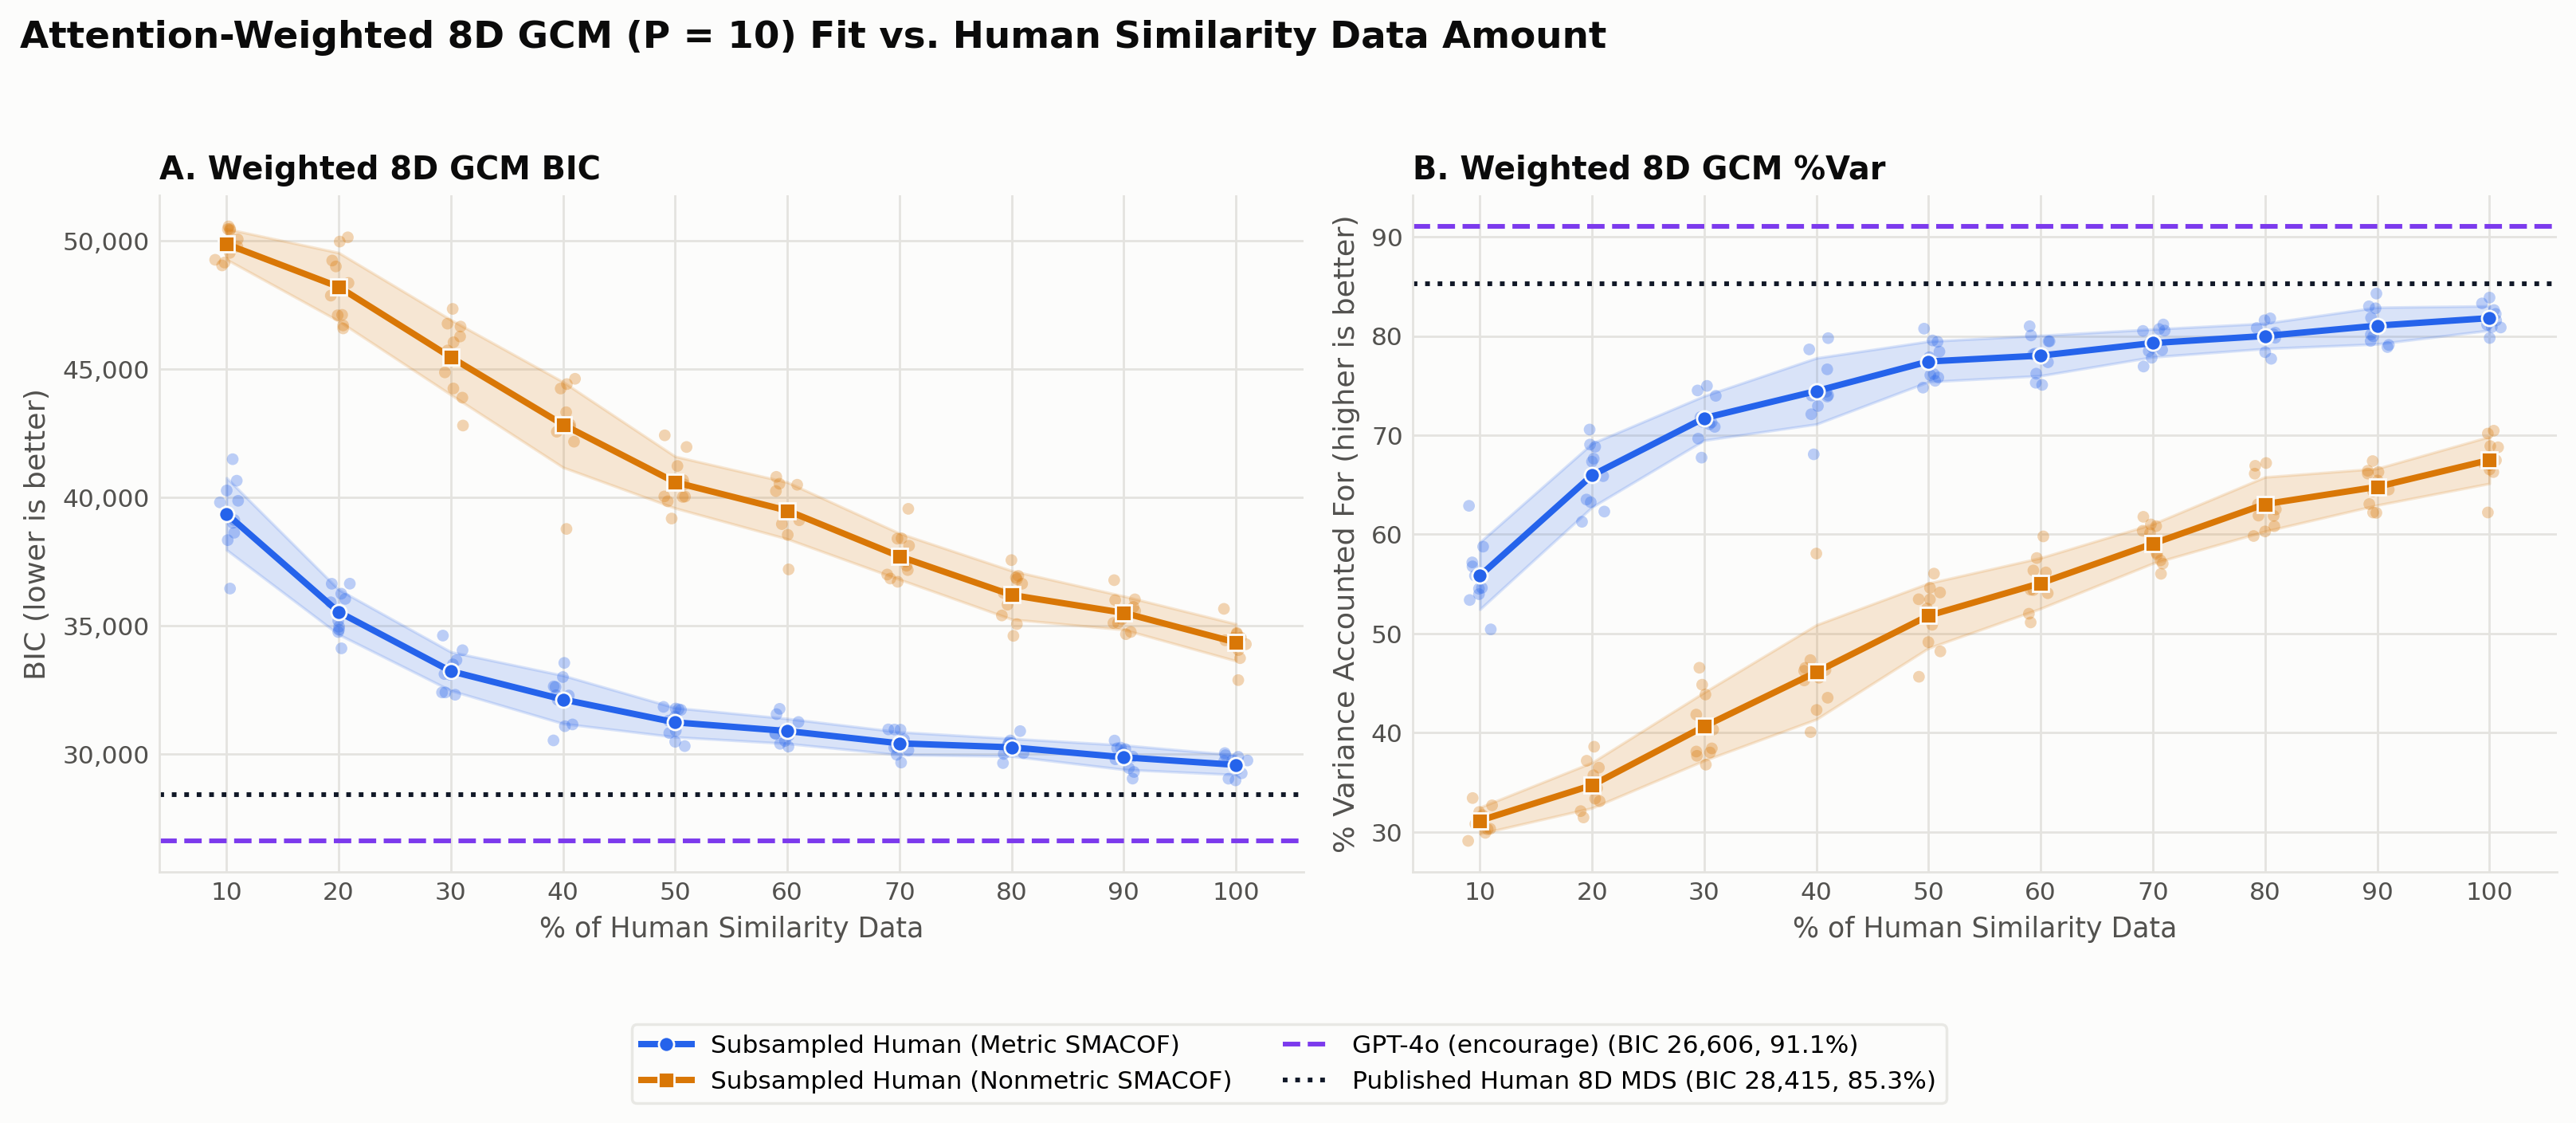 Attention-Weighted 8D GCM (P = 10) Fit vs. Human Similarity Data Amount
A. Weighted 8D GCM BIC
BIC (lower is better)
50,000
45,000
40,000
35,000
30,000
10 20 30 40 50 60 70 80 90 100
% of Human Similarity Data
B. Weighted 8D GCM %Var
% Variance Accounted For (higher is better)
90
80
70
60
50
40
30
10 20 30 40 50 60 70 80 90 100
% of Human Similarity Data
Subsampled Human (Metric SMACOF)
Subsampled Human (Nonmetric SMACOF)
GPT-4o (encourage) (BIC 26,606, 91.1%)
Published Human 8D MDS (BIC 28,415, 85.3%)